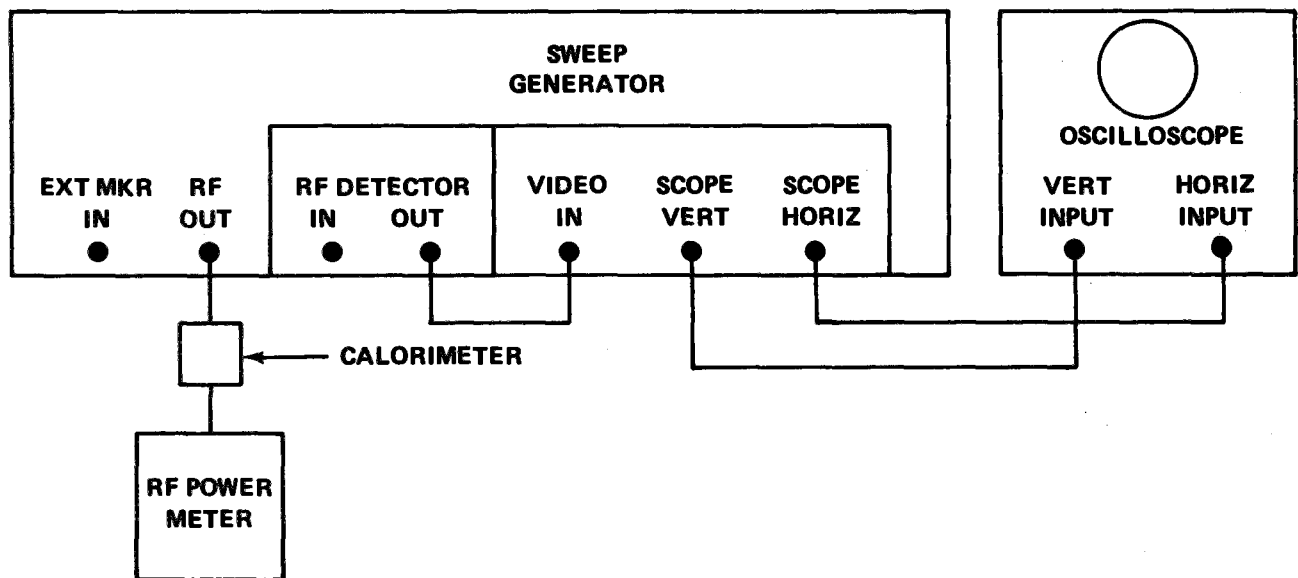 SWEEP
GENERATOR
EXT MKR
IN
RF
OUT
RF DETECTOR
IN OUT
VIDEO
IN
SCOPE
VERT
SCOPE
HORIZ
OSCILLOSCOPE
VERT
INPUT
HORIZ
INPUT
CALORIMETER
RF POWER
METER